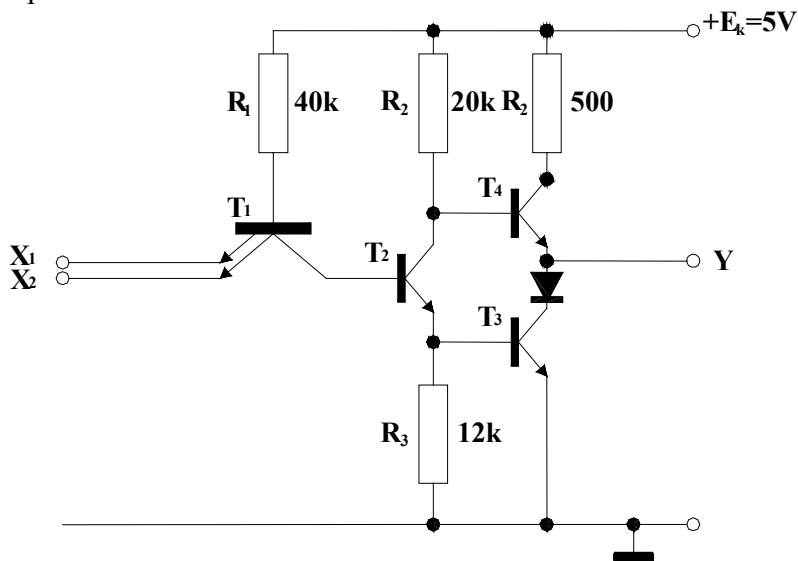 +Eₖ=5V
R₁ 40k R₂ 20k R₂ 500
T₄
T₁
X₁
X₂
T₂
Y
T₃
R₃ 12k